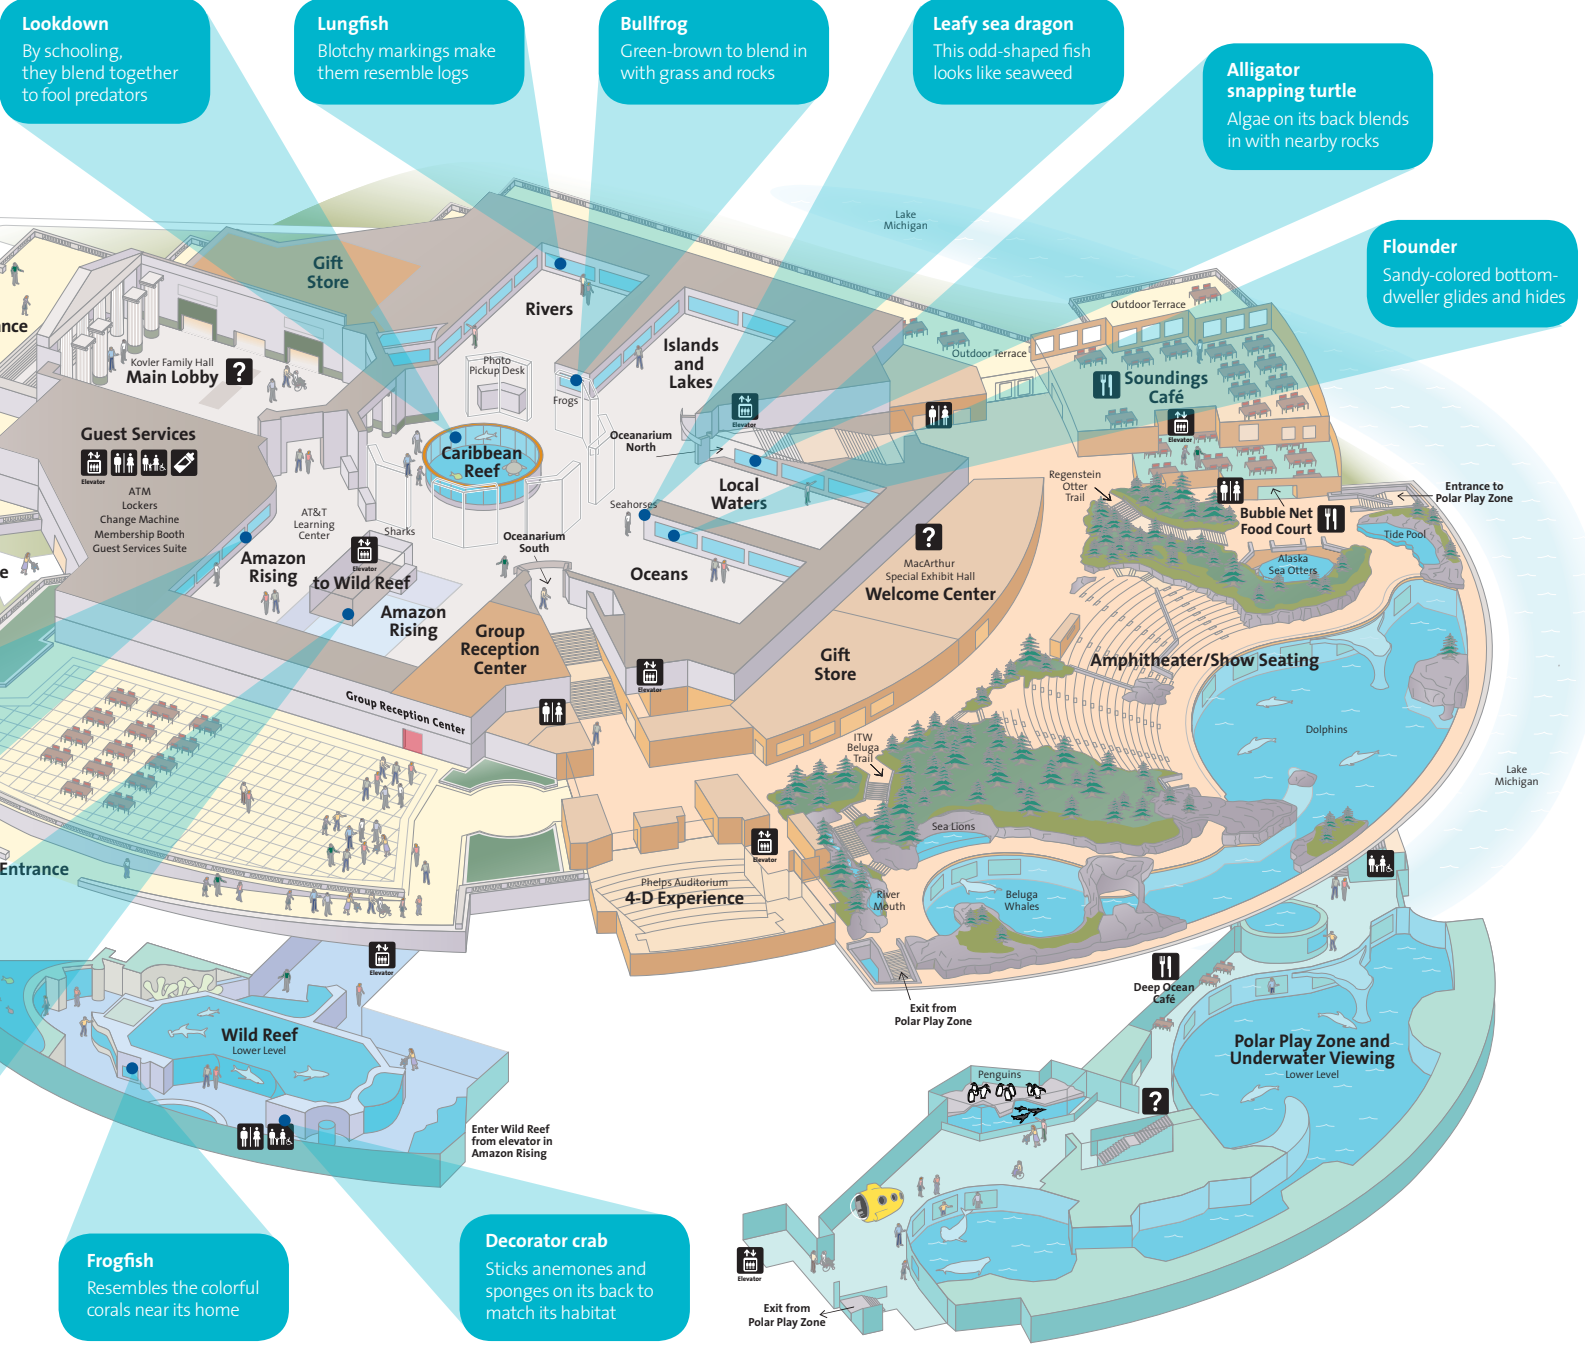 Lookdown
By schooling,
they blend together
to fool predators
Lungfish
Blotchy markings make
them resemble logs
Bullfrog
Green-brown to blend in
with grass and rocks
Leafy sea dragon
This odd-shaped fish
looks like seaweed
Alligator
snapping turtle
Algae on its back blends
in with nearby rocks
Flounder
Sandy-colored bottom-
dweller glides and hides
Lake
Michigan
Gift
Store
Rivers
Outdoor Terrace
Outdoor Terrace
nce
Kovler Family Hall
Main Lobby
?
Photo
Pickup Desk
Islands
and
Lakes
Frogs
Soundings
Café
Elevator
Elevator
Guest Services
Elevator
ATM
Lockers
Change Machine
Membership Booth
Guest Services Suite
Caribbean
Reef
Oceanarium
North
Local
Waters
Seahorses
Regenstein
Otter
Trail
Entrance to
Polar Play Zone
Bubble Net
Food Court
Tide Pool
Alaska
Sea Otters
AT&T
Learning
Center
Sharks
Oceanarium
South
?
MacArthur
Special Exhibit Hall
Welcome Center
e
Amazon
Rising
Elevator
to Wild Reef
Oceans
Amazon
Rising
Group
Reception
Center
Gift
Store
Elevator
Group Reception Center
Amphitheater/Show Seating
Dolphins
ITW
Beluga
Trail
Lake
Michigan
Sea Lions
Elevator
Entrance
Phelps Auditorium
4-D Experience
River
Mouth
Beluga
Whales
Elevator
Exit from
Polar Play Zone
Deep Ocean
Café
Wild Reef
Lower Level
Polar Play Zone and
Underwater Viewing
Lower Level
Penguins
?
Enter Wild Reef
from elevator in
Amazon Rising
Frogfish
Resembles the colorful
corals near its home
Decorator crab
Sticks anemones and
sponges on its back to
match its habitat
Elevator
Exit from
Polar Play Zone